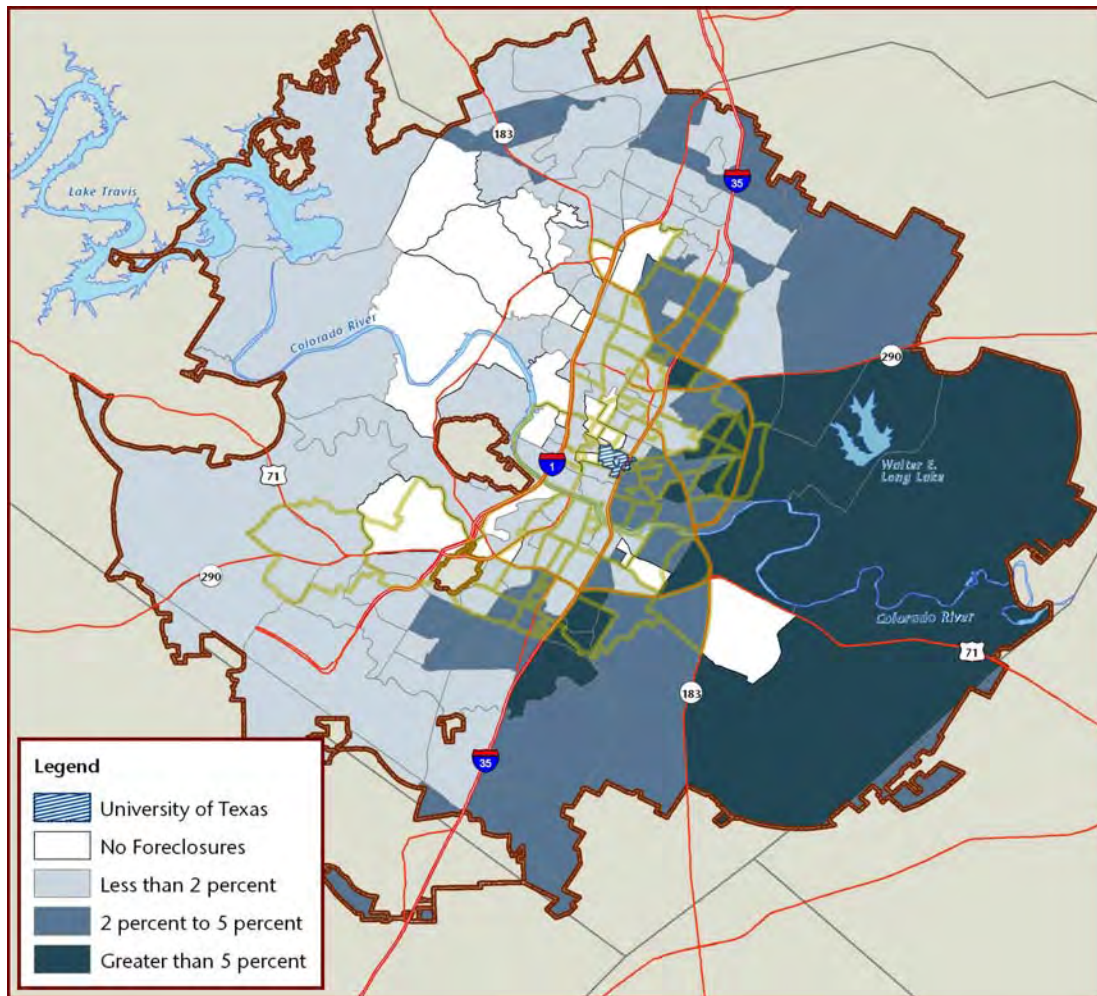 183
35
Lake Travis
Colorado River
290
Walter E.
Long Lake
71
1
290
Colorado River
71
183
35
Legend
University of Texas
No Foreclosures
Less than 2 percent
2 percent to 5 percent
Greater than 5 percent